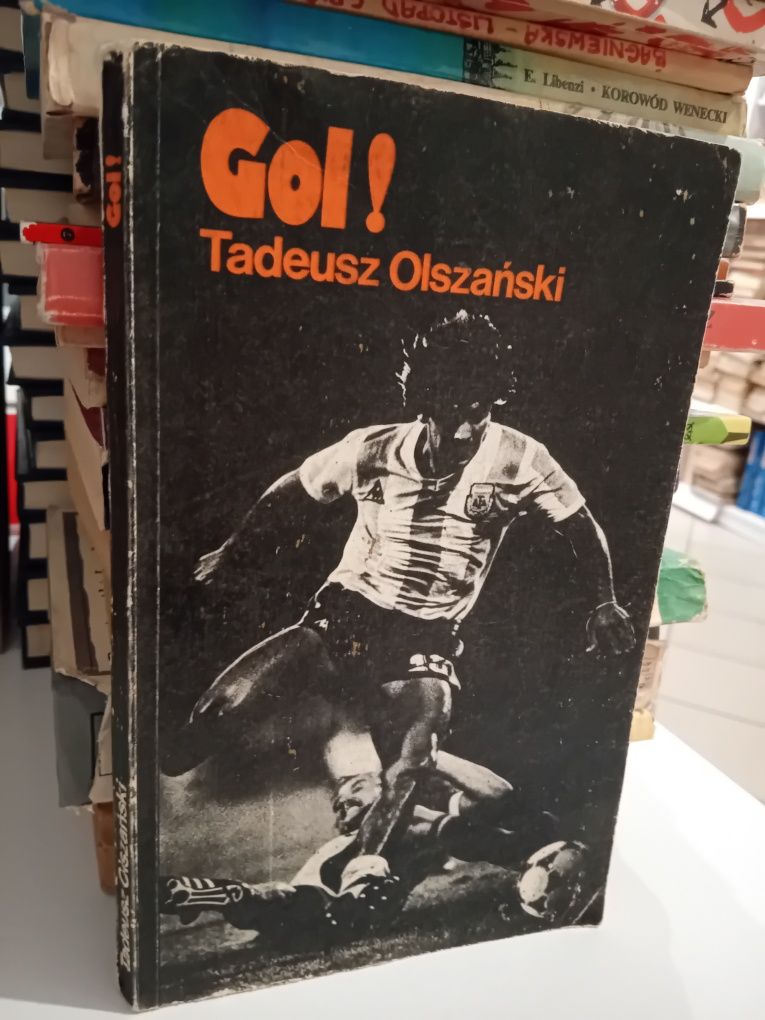 BAGNIEWSKA - LISTOPAD
E. Libenzi • KOROWÓD WENECKI
Gol!
Tadeusz Olszański
Gol!
Tadeusz Olszański